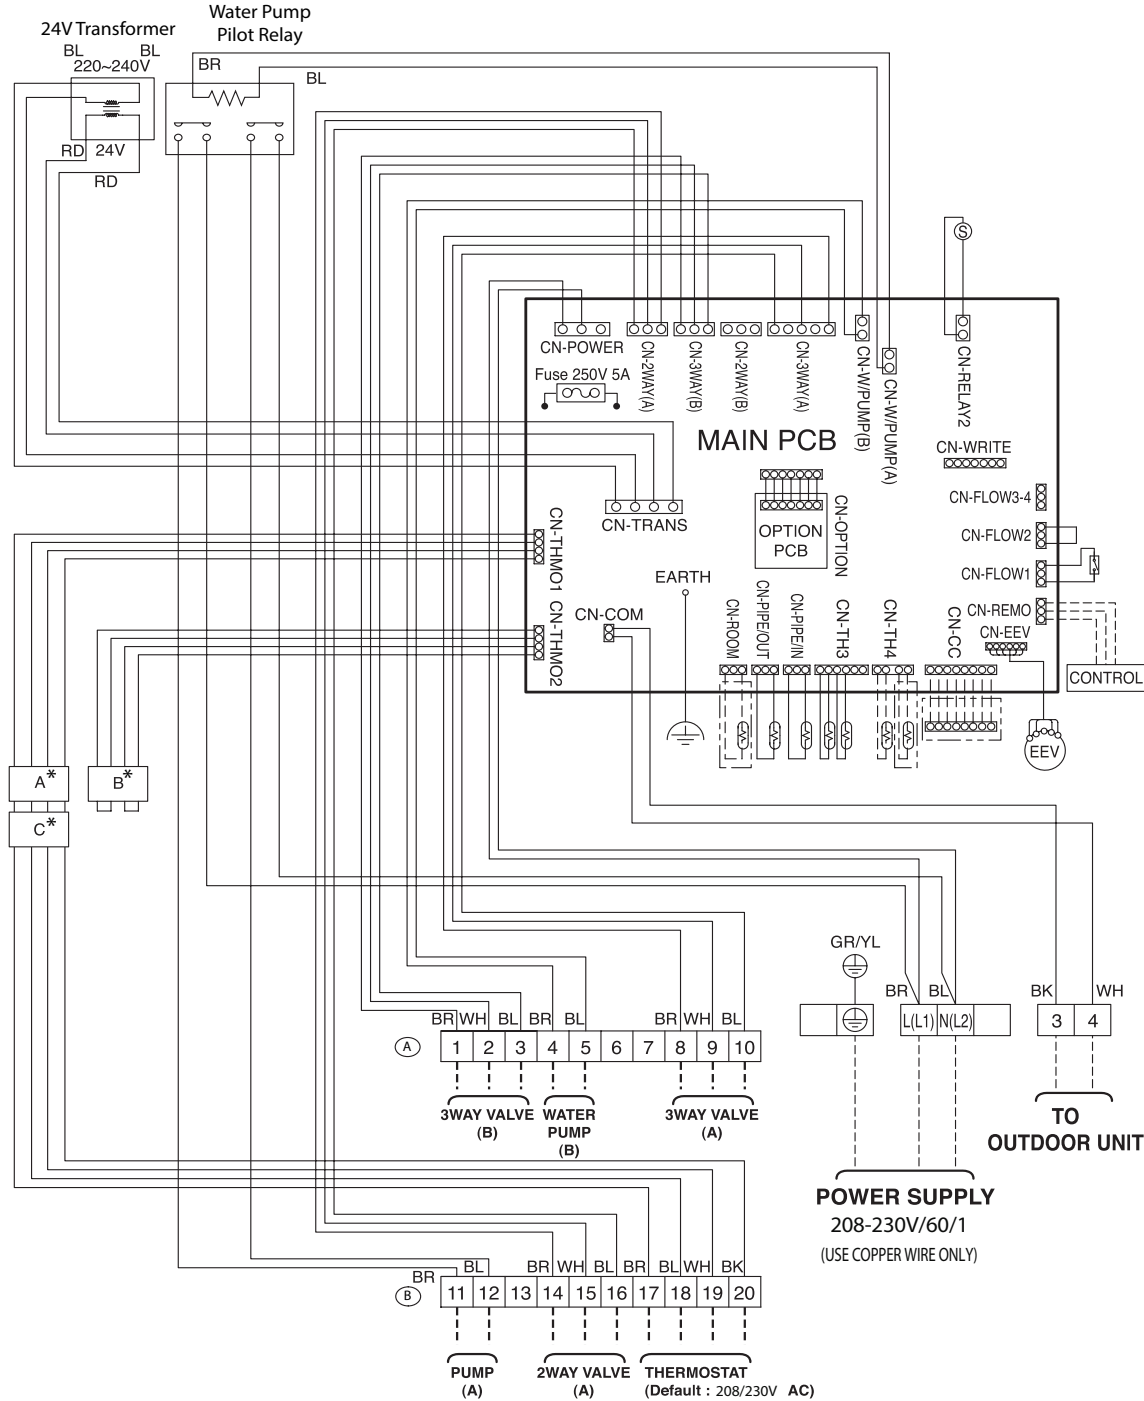 24V Transformer
Water Pump
Pilot Relay
BL
BL
220~240V
BR
BL
RD
24V
RD
S
CN-POWER
CN-2WAY(A)
CN-3WAY(B)
CN-2WAY(B)
CN-3WAY(A)
CN-W/PUMP(B)
CN-W/PUMP(A)
CN-RELAY2
Fuse 250V 5A
MAIN PCB
CN-WRITE
CN-FLOW3-4
CN-TRANS
OPTION
PCB
CN-OPTION
CN-FLOW2
CN-THMO1
EARTH
CN-FLOW1
CN-THMO2
CN-COM
CN-ROOM
CN-PIPE/OUT
CN-PIPE/IN
CN-TH3
CN-TH4
CN-CC
CN-REMO
CN-EEV
CONTROL
EEV
A*
B*
C*
GR/YL
BR
BL
BK
WH
L(L1)
N(L2)
3
4
BR
WH
BL
BR
BL
BR
WH
BL
A
1
2
3
4
5
6
7
8
9
10
3WAY VALVE
(B)
WATER
PUMP
(B)
3WAY VALVE
(A)
TO
OUTDOOR UNIT
POWER SUPPLY
208-230V/60/1
(USE COPPER WIRE ONLY)
BR
BL
BR
WH
BL
BR
BL
WH
BK
B
11
12
13
14
15
16
17
18
19
20
PUMP
(A)
2WAY VALVE
(A)
THERMOSTAT
(Default : 208/230V AC)